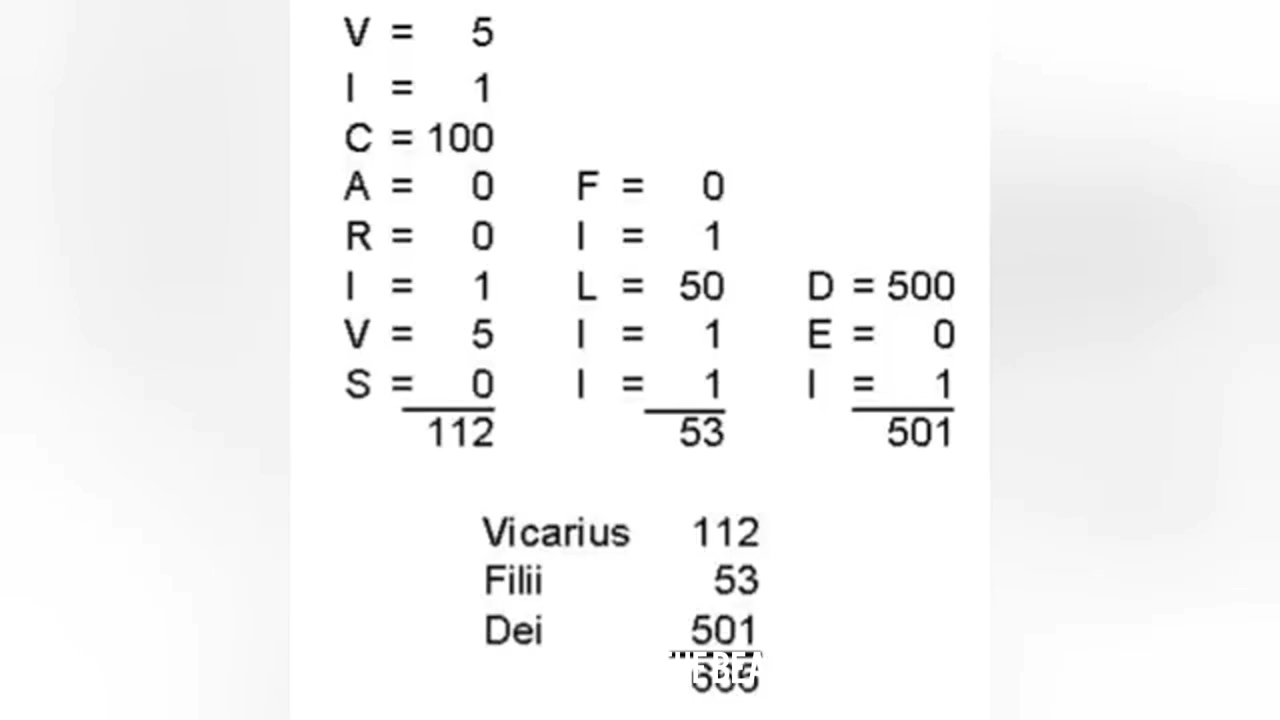 V = 5
I = 1
C = 100
A = 0 F = 0
R = 0 I = 1
I = 1 L = 50 D = 500
V = 5 I = 1 E = 0
S = 0 I = 1 I = 1
112 53 501
Vicarius 112
Filii 53
Dei 501